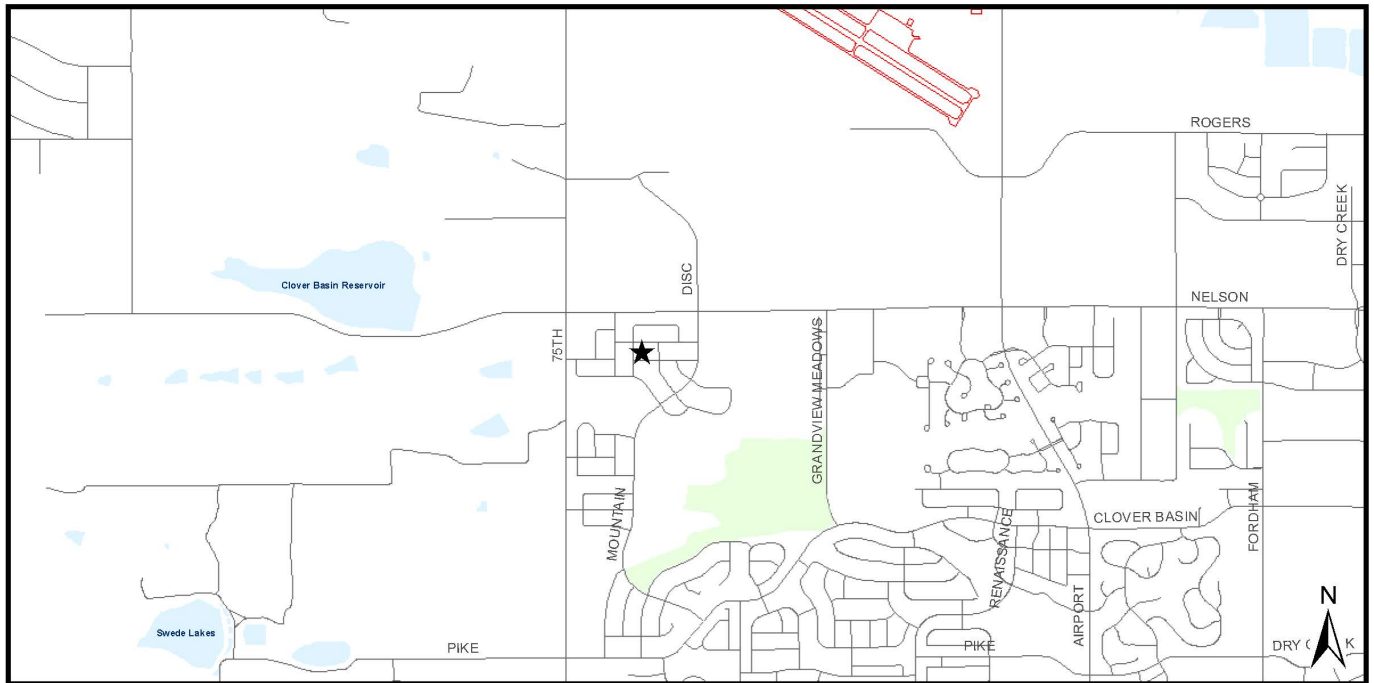 ROGERS
DRY CREEK
DISC
Clover Basin Reservoir
NELSON
75TH
GRANDVIEW MEADOWS
MOUNTAIN
CLOVER BASIN
FORDHAM
RENAISSANCE
AIRPORT
N
Swede Lakes
PIKE
PIKE
DRY
K